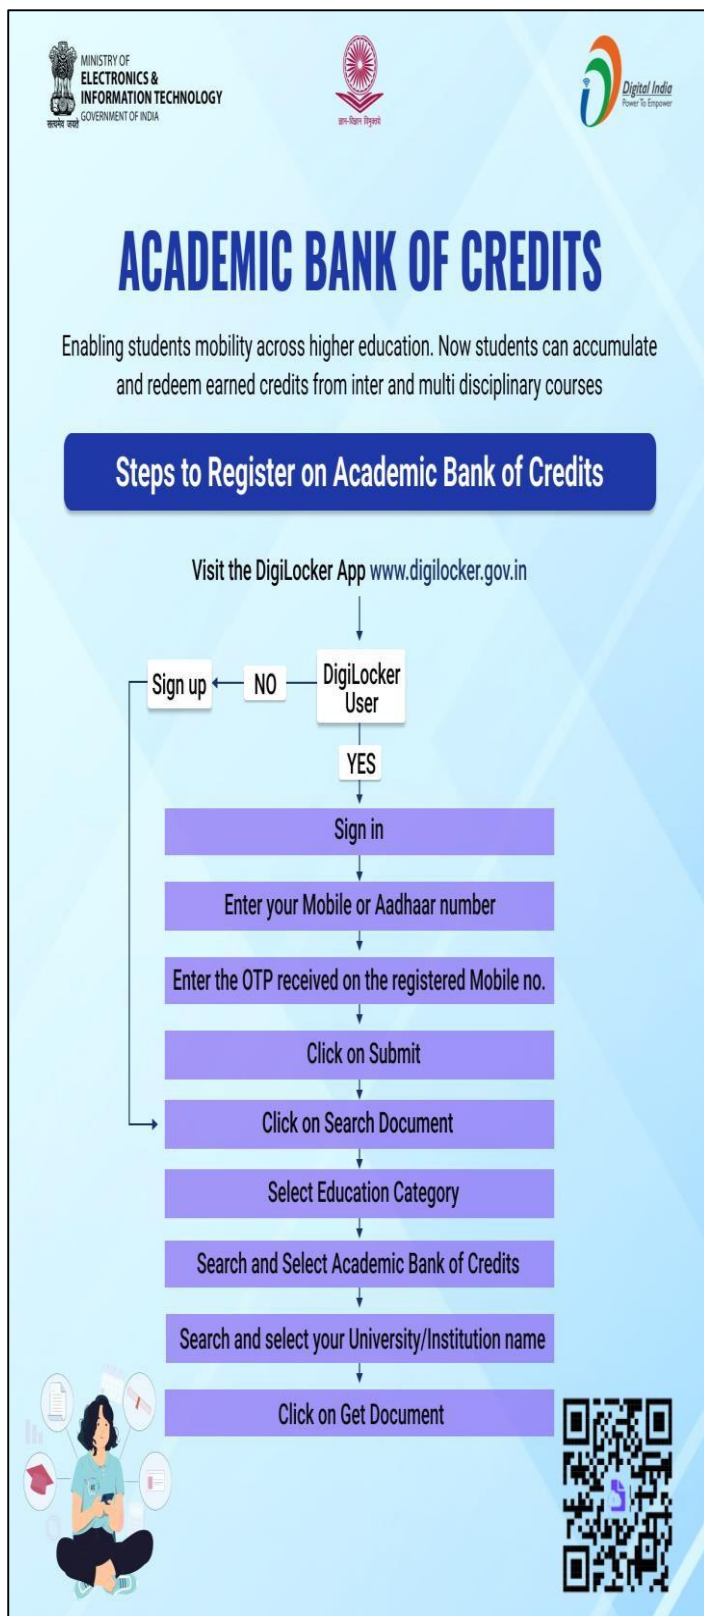 MINISTRY OF
ELECTRONICS &
INFORMATION TECHNOLOGY
GOVERNMENT OF INDIA
सत्यमेव जयते
ज्ञान-विज्ञान विमुक्तये
Digital India
Power To Empower
ACADEMIC BANK OF CREDITS
Enabling students mobility across higher education. Now students can accumulate
and redeem earned credits from inter and multi disciplinary courses
Steps to Register on Academic Bank of Credits
Visit the DigiLocker App www.digilocker.gov.in
Sign up
NO
DigiLocker
User
YES
Sign in
Enter your Mobile or Aadhaar number
Enter the OTP received on the registered Mobile no.
Click on Submit
Click on Search Document
Select Education Category
Search and Select Academic Bank of Credits
Search and select your University/Institution name
Click on Get Document